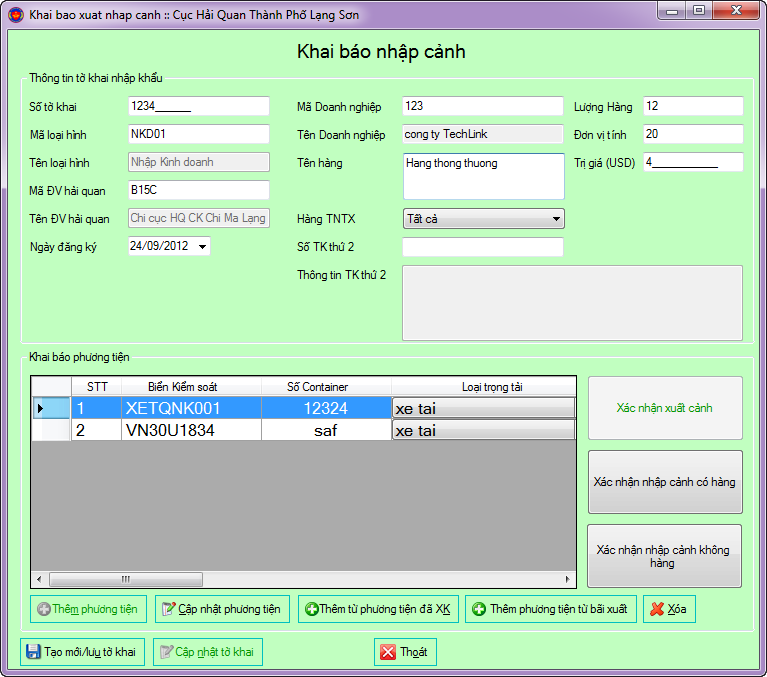 Khai bao xuat nhap canh :: Cục Hải Quan Thành Phố Lạng Sơn
Khai báo nhập cảnh
Thông tin tờ khai nhập khẩu
Số tờ khai 1234______ Mã Doanh nghiệp 123 Lượng Hàng 12
Mã loại hình NKD01 Tên Doanh nghiệp cong ty TechLink Đơn vị tính 20
Tên loại hình Nhập Kinh doanh Tên hàng Hang thong thuong Trị giá (USD) 4___________
Mã ĐV hải quan B15C
Tên ĐV hải quan Chi cục HQ CK Chi Ma Lạng Hàng TNTX Tất cả
Ngày đăng ký 24/09/2012 Số TK thứ 2
Thông tin TK thứ 2
Khai báo phương tiện
STT Biển Kiểm soát Số Container Loại trọng tải
1 XETQNK001 12324 xe tai
2 VN30U1834 saf xe tai
Xác nhận xuất cảnh
Xác nhận nhập cảnh có hàng
Xác nhận nhập cảnh không
hàng
Thêm phương tiện Cập nhật phương tiện Thêm từ phương tiện đã XK Thêm phương tiện từ bãi xuất Xóa
Tạo mới/lưu tờ khai Cập nhật tờ khai Thoát